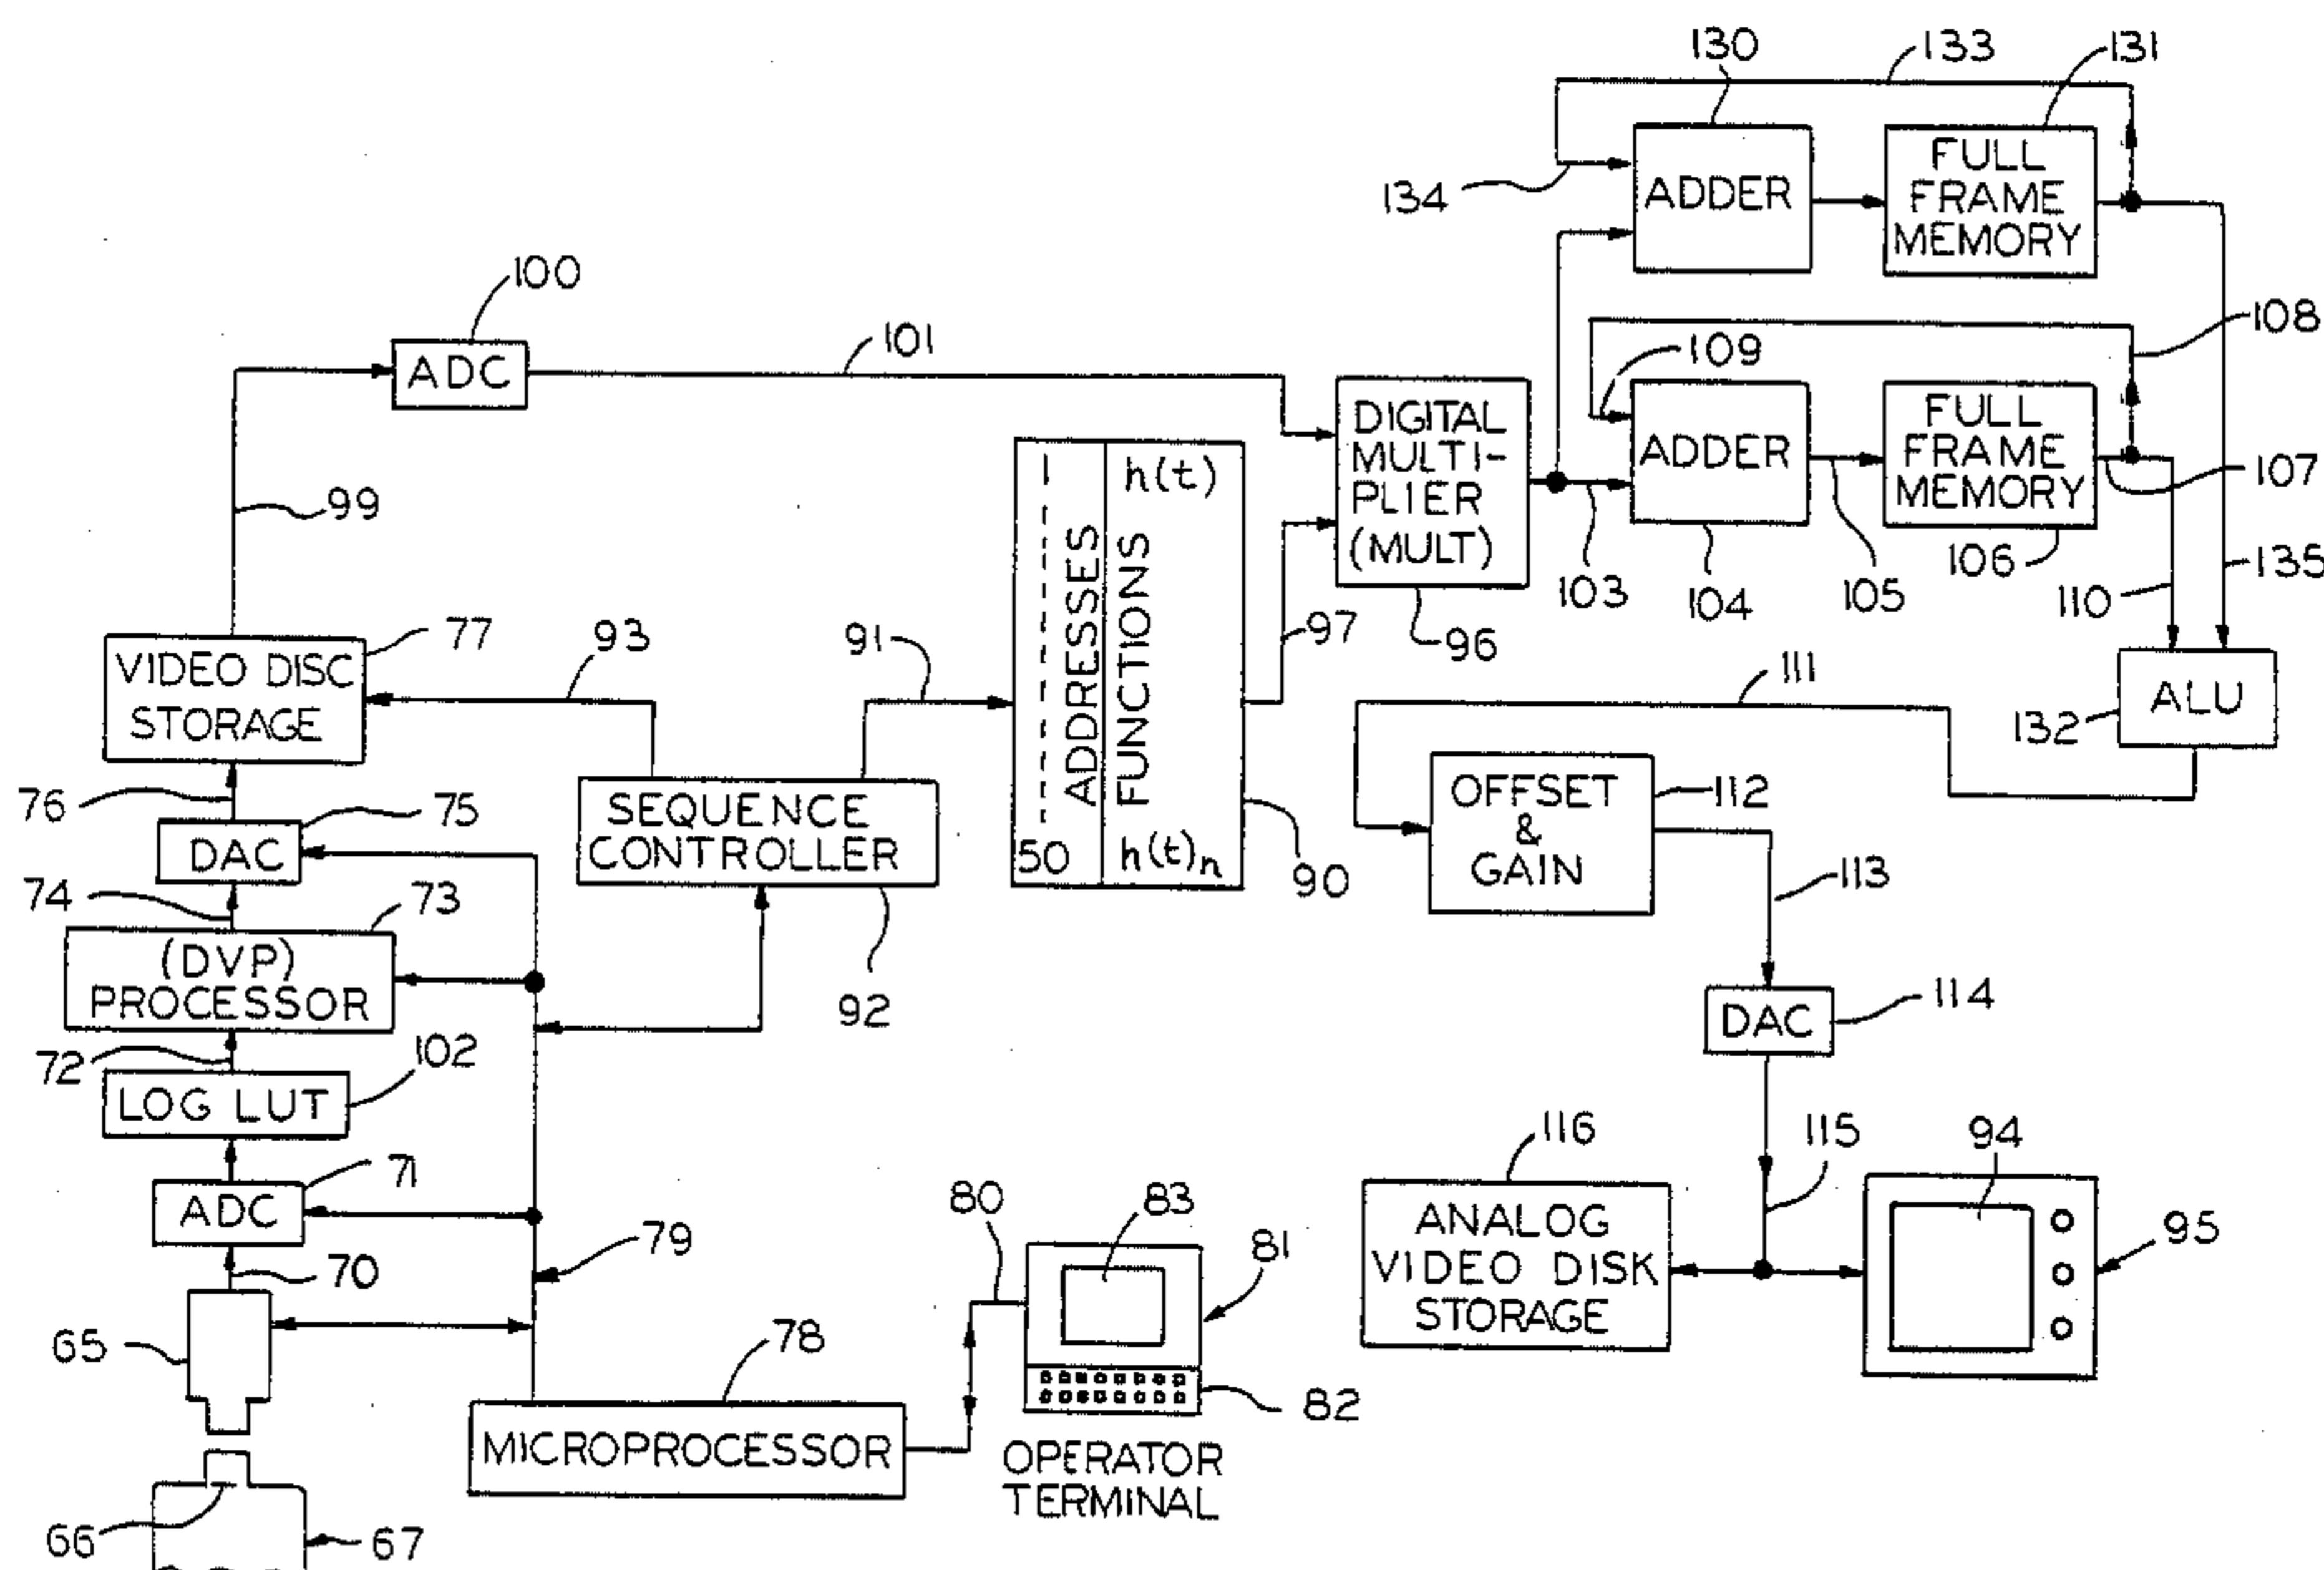 130
133
131
ADDER
FULL
FRAME
MEMORY
134
100
ADC
101
108
109
DIGITAL
MULTI-
PLIER
(MULT)
ADDER
FULL
FRAME
MEMORY
107
99
103
104
105
106
110
135
96
97
77
VIDEO DISC
STORAGE
93
91
ADDRESSES
FUNCTIONS
h(t)
50
h(t)n
90
111
ALU
132
76
75
DAC
SEQUENCE
CONTROLLER
92
OFFSET
&
GAIN
112
113
74
73
(DVP)
PROCESSOR
DAC
114
72
102
LOG LUT
71
ADC
79
70
80
83
81
82
116
ANALOG
VIDEO DISK
STORAGE
115
94
95
65
78
MICROPROCESSOR
OPERATOR
TERMINAL
66
67